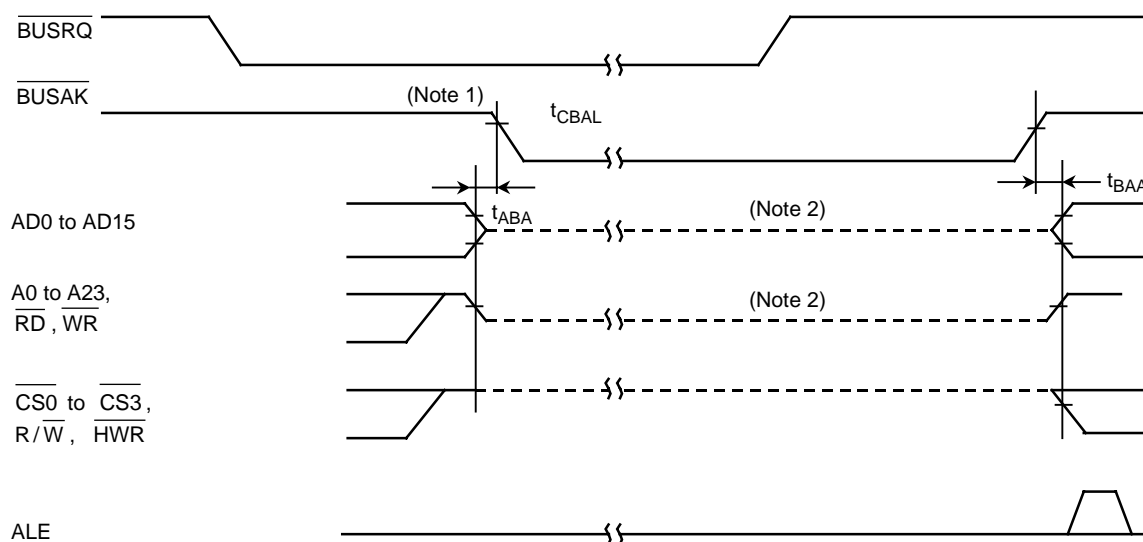 BUSRQ
BUSAK
(Note 1)
tCBAL
tBAA
AD0 to AD15
tABA
(Note 2)
A0 to A23,
RD , WR
(Note 2)
CS0 to CS3,
R/W , HWR
ALE